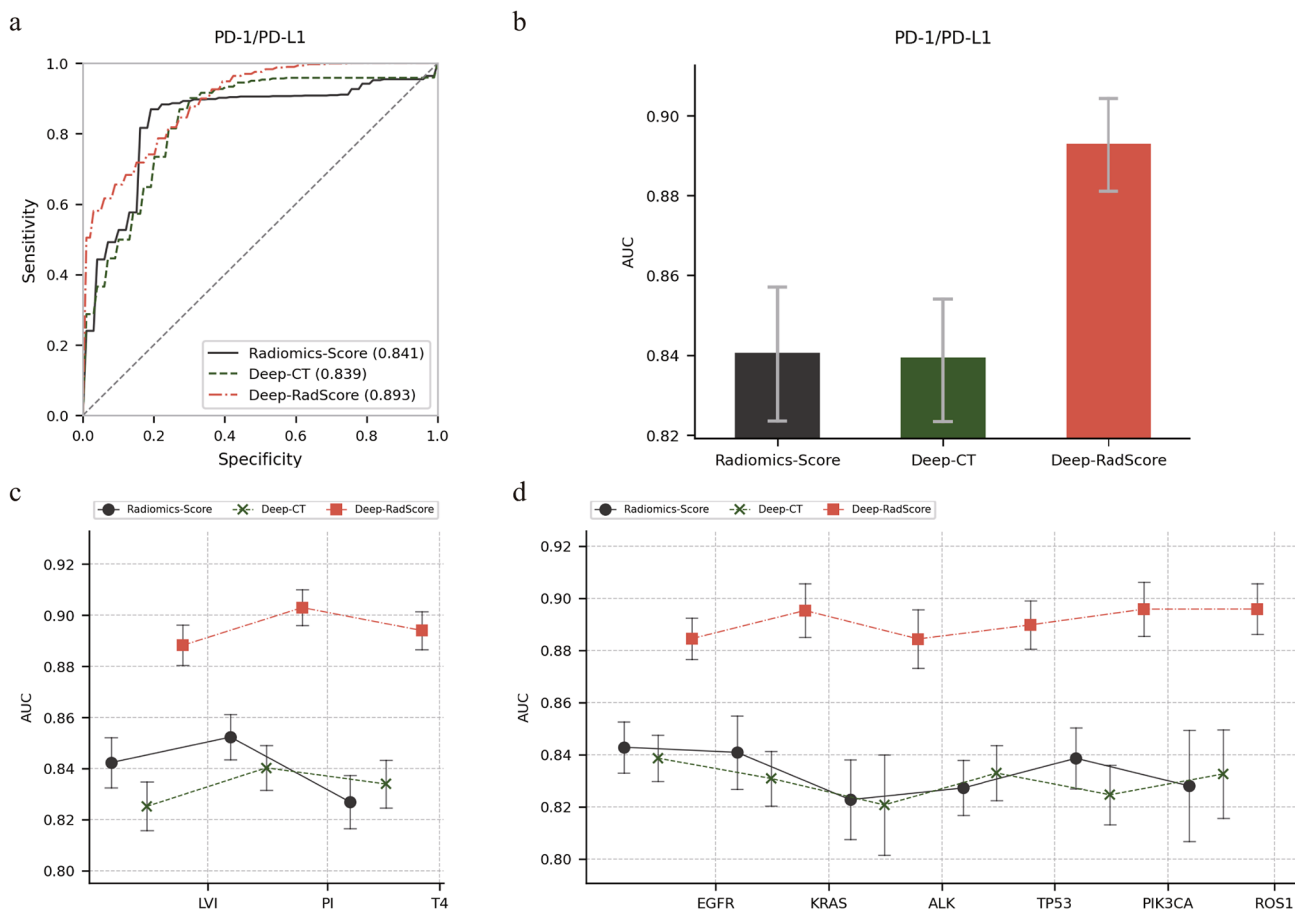 a
PD-1/PD-L1
1.0
0.8
0.6
0.4
0.2
0.0
Sensitivity
0.0 0.2 0.4 0.6 0.8 1.0
Specificity
Radiomics-Score (0.841)
Deep-CT (0.839)
Deep-RadScore (0.893)
b
PD-1/PD-L1
0.90
0.88
0.86
0.84
0.82
AUC
Radiomics-Score Deep-CT Deep-RadScore
c
Radiomics-Score Deep-CT Deep-RadScore
0.92
0.90
0.88
0.86
0.84
0.82
0.80
AUC
LVI PI T4
d
Radiomics-Score Deep-CT Deep-RadScore
0.92
0.90
0.88
0.86
0.84
0.82
0.80
AUC
EGFR KRAS ALK TP53 PIK3CA ROS1